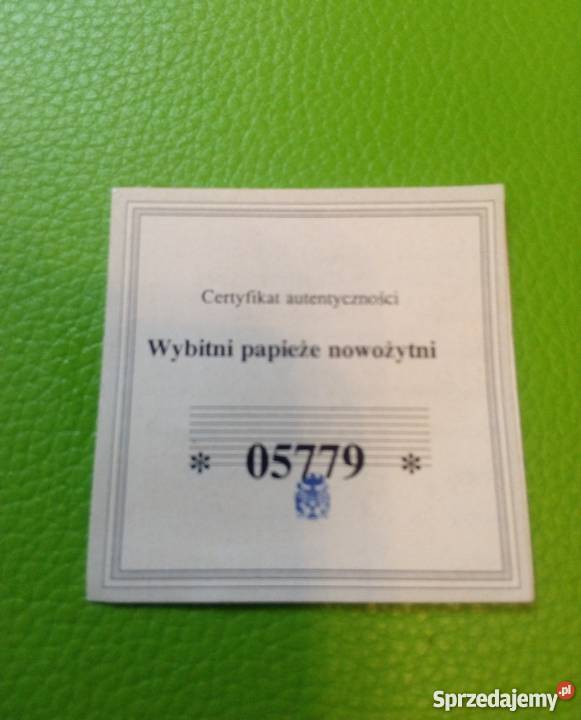 Certyfikat autentyczności
Wybitni papieże nowożytni
* 05779 *
Sprzedajemy.pl